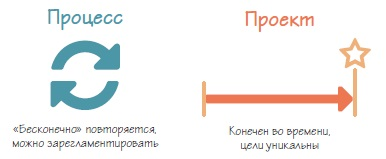 Процесс
Проект
«Бесконечно» повторяется,
можно зарегламентировать
Конечен во времени,
цели уникальны